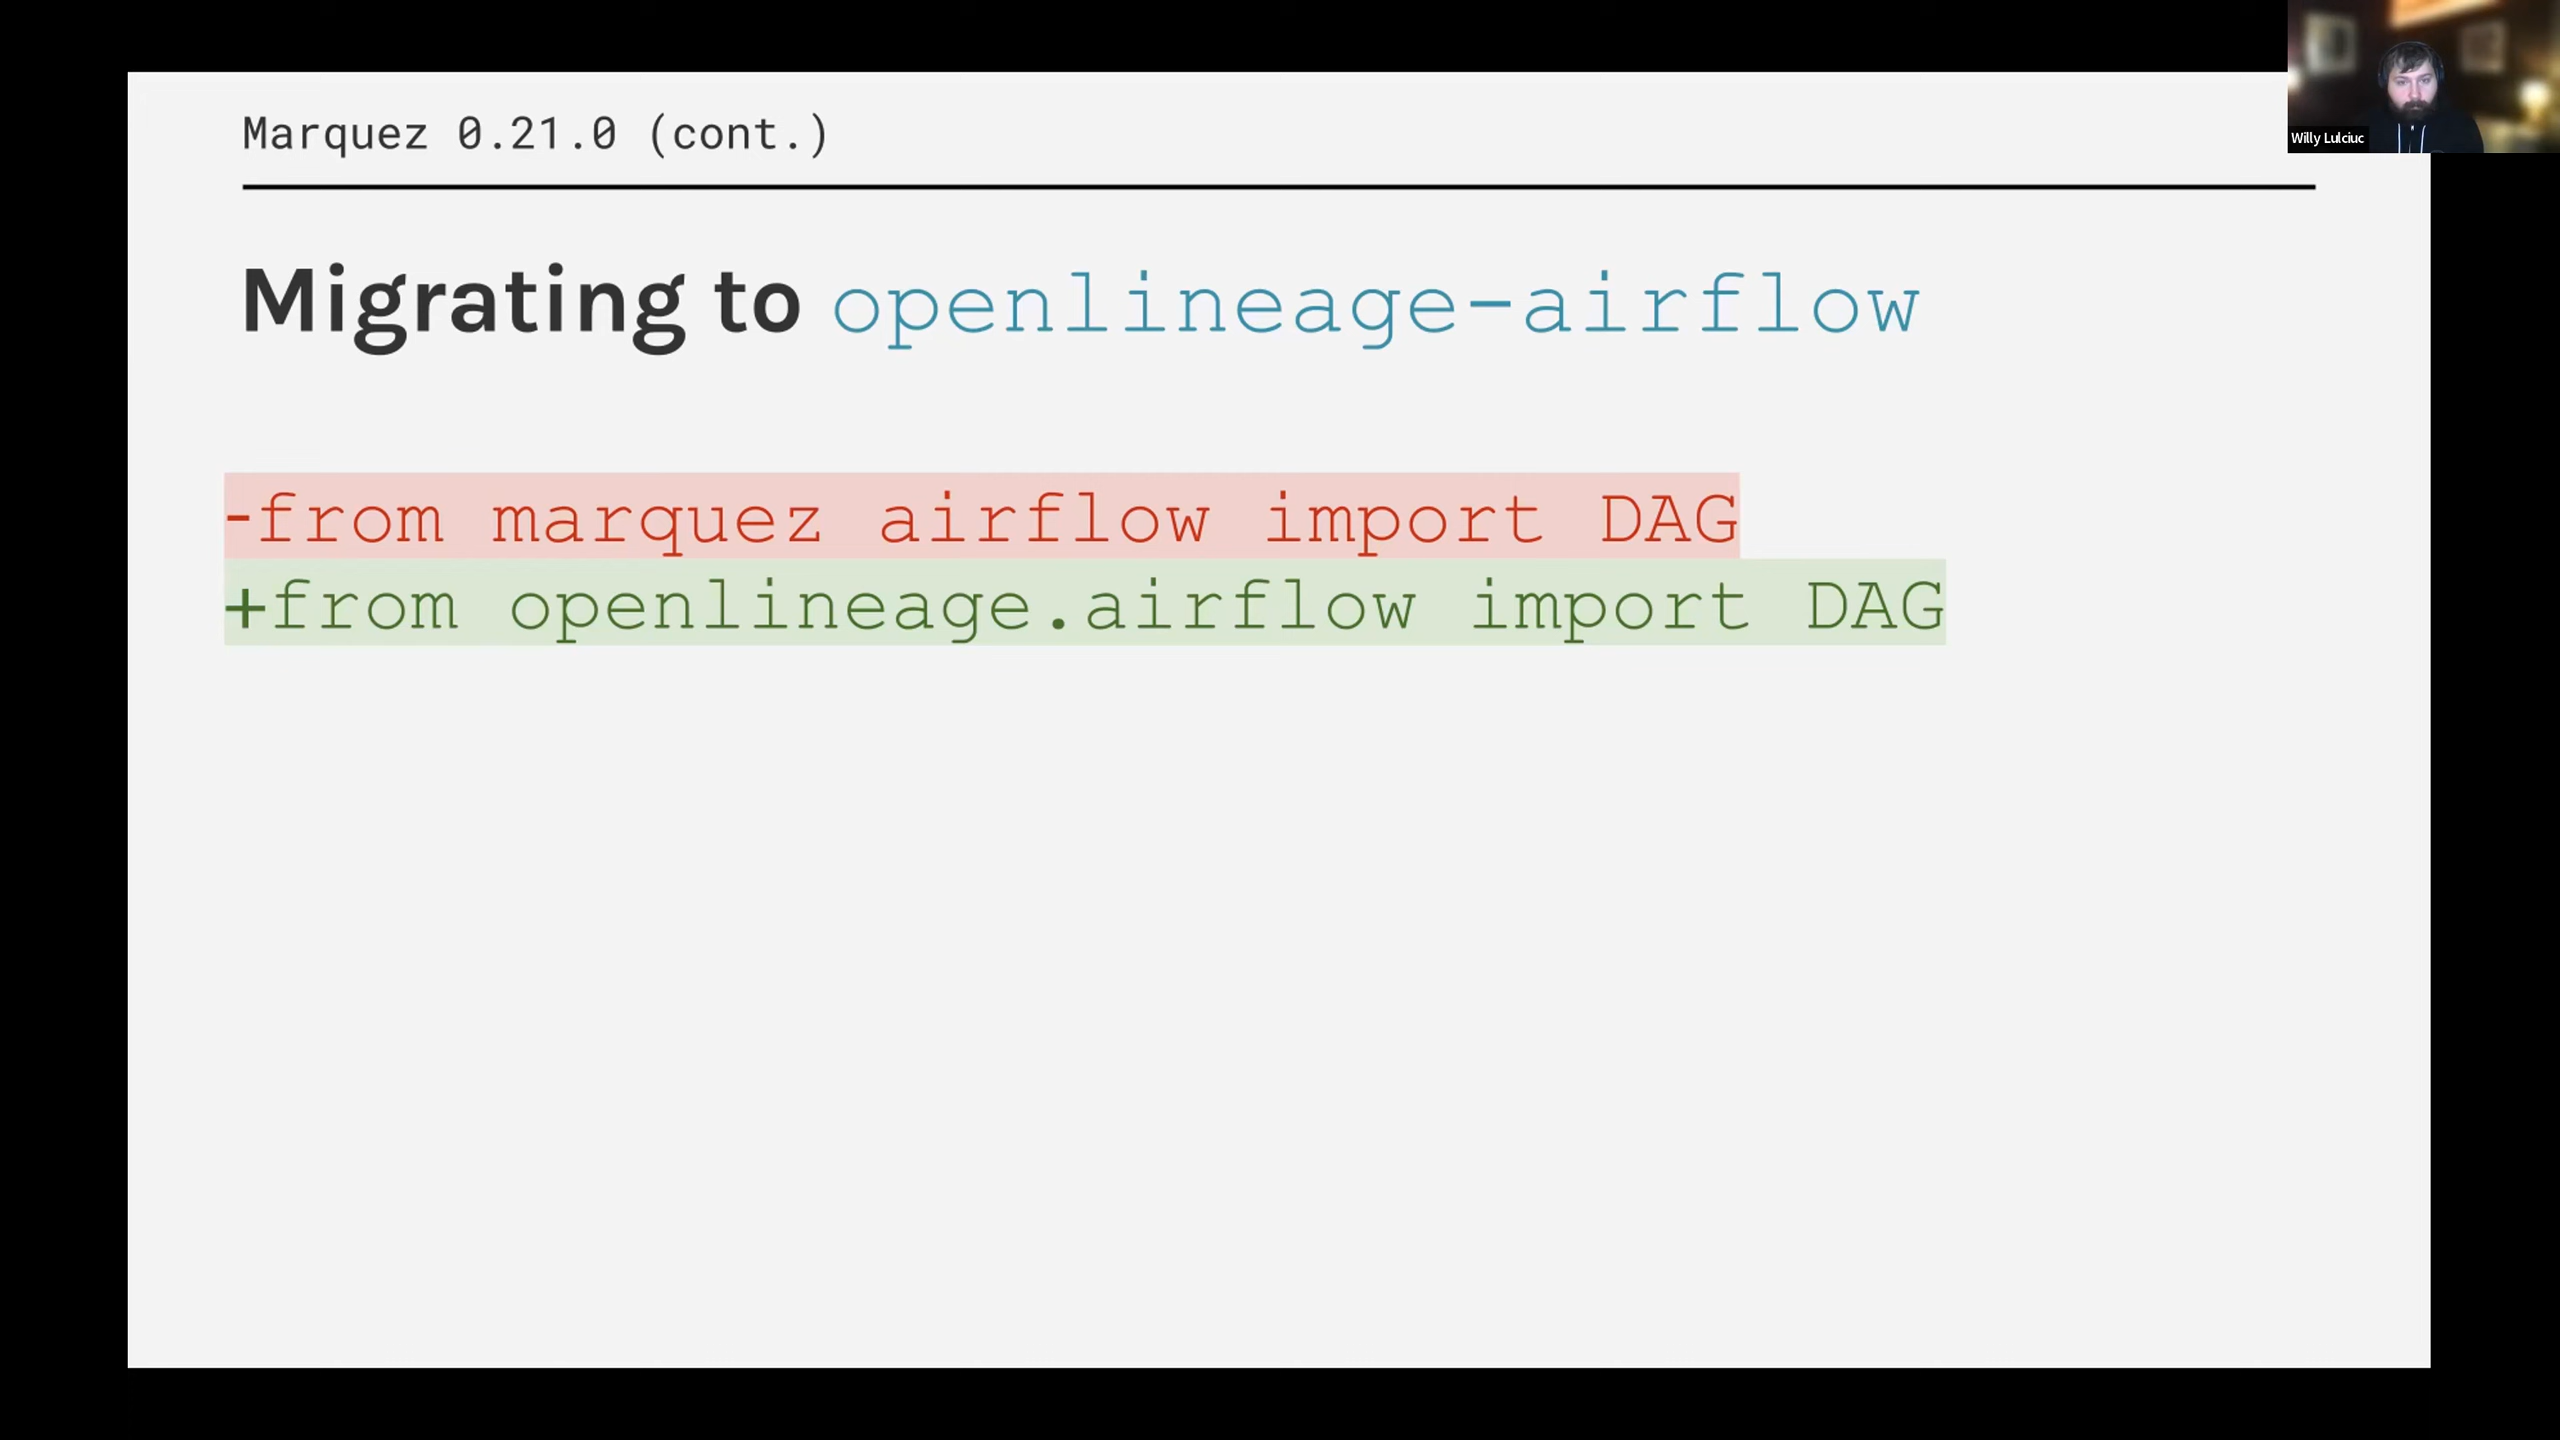 Marquez 0.21.0 (cont.)
Willy Lulciuc
Migrating to openlineage-airflow
-from marquez airflow import DAG
+from openlineage.airflow import DAG